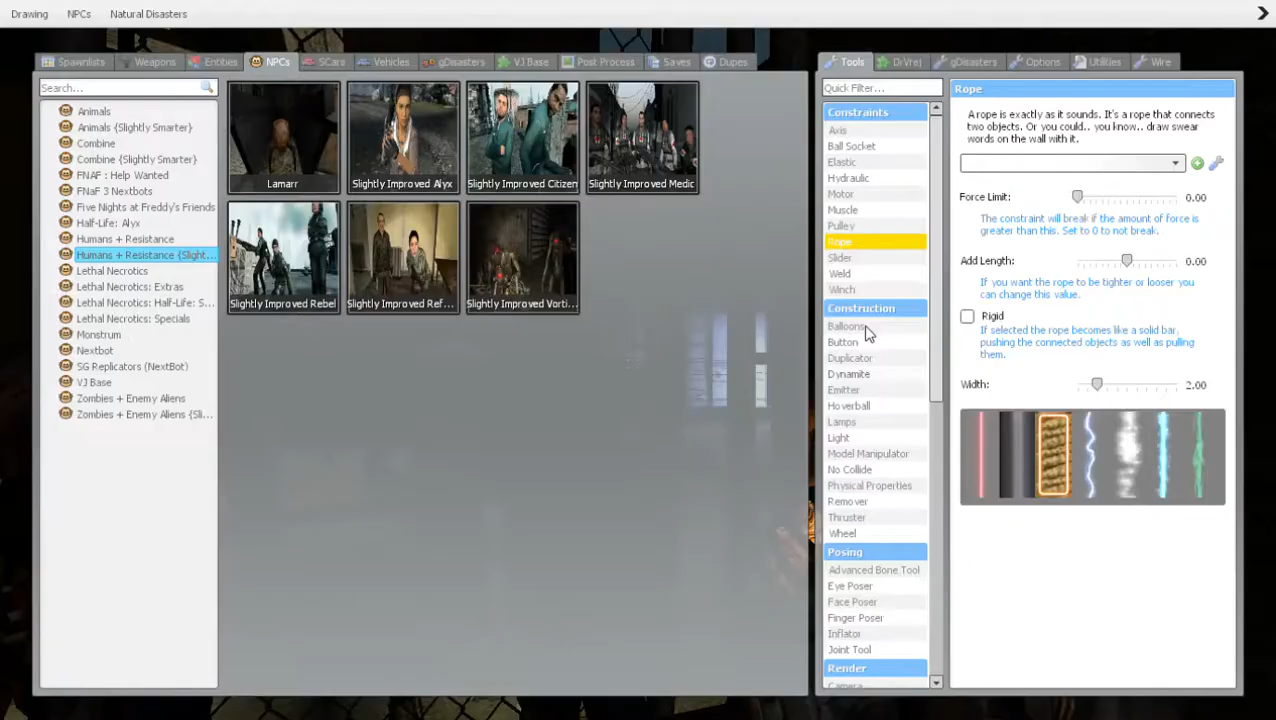 Drawing NPCs Natural Disasters
Spawnlists Weapons Entities NPCs SCars Vehicles gDisasters VJ Base Post Process Saves Dupes
Search...
Animals
Animals {Slightly Smarter}
Combine
Combine {Slightly Smarter}
FNAF : Help Wanted
FNaF 3 Nextbots
Five Nights at Freddy's Friends
Half-Life: Alyx
Humans + Resistance
Humans + Resistance {Slight...
Lethal Necrotics
Lethal Necrotics: Extras
Lethal Necrotics: Half-Life: S...
Lethal Necrotics: Specials
Monstrum
Nextbot
SG Replicators (NextBot)
VJ Base
Zombies + Enemy Aliens
Zombies + Enemy Aliens {Sli...
Lamarr
Slightly Improved Alyx
Slightly Improved Citizen
Slightly Improved Medic
Slightly Improved Rebel
Slightly Improved Ref...
Slightly Improved Vorti...
Tools DrVrej gDisasters Options Utilities Wire
Quick Filter...
Constraints
Axis
Ball Socket
Elastic
Hydraulic
Motor
Muscle
Pulley
Rope
Slider
Weld
Winch
Construction
Balloons
Button
Duplicator
Dynamite
Emitter
Hoverball
Lamps
Light
Model Manipulator
No Collide
Physical Properties
Remover
Thruster
Wheel
Posing
Advanced Bone Tool
Eye Poser
Face Poser
Finger Poser
Inflator
Joint Tool
Render
Camera
Rope
A rope is exactly as it sounds. It's a rope that connects
two objects. Or you could.. you know.. draw swear
words on the wall with it.
Force Limit: 0.00
The constraint will break if the amount of force is
greater than this. Set to 0 to not break.
Add Length: 0.00
If you want the rope to be tighter or looser you
can change this value.
Rigid
If selected the rope becomes like a solid bar,
pushing the connected objects as well as pulling
them.
Width: 2.00